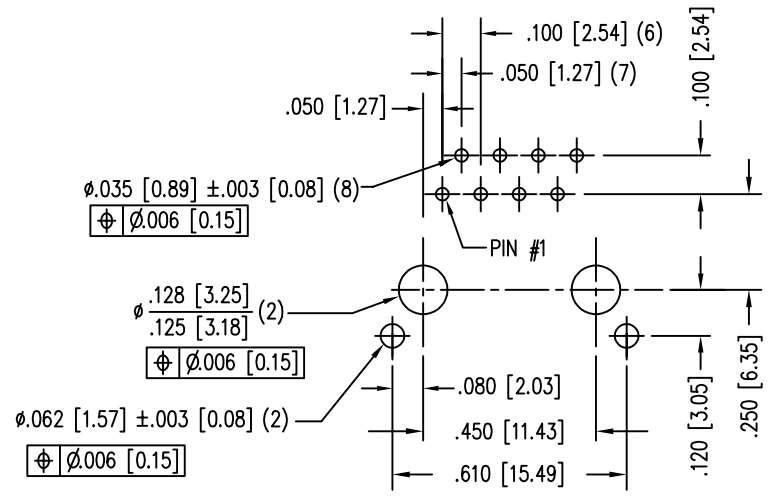 .100 [2.54] (6)
.050 [1.27] (7)
.100 [2.54]
.050 [1.27]
ø.035 [0.89] ±.003 [0.08] (8)
⌖ Ø.006 [0.15]
PIN #1
ø .128 [3.25] (2)
.125 [3.18]
⌖ Ø.006 [0.15]
ø.062 [1.57] ±.003 [0.08] (2)
⌖ Ø.006 [0.15]
.080 [2.03]
.450 [11.43]
.610 [15.49]
.120 [3.05]
.250 [6.35]